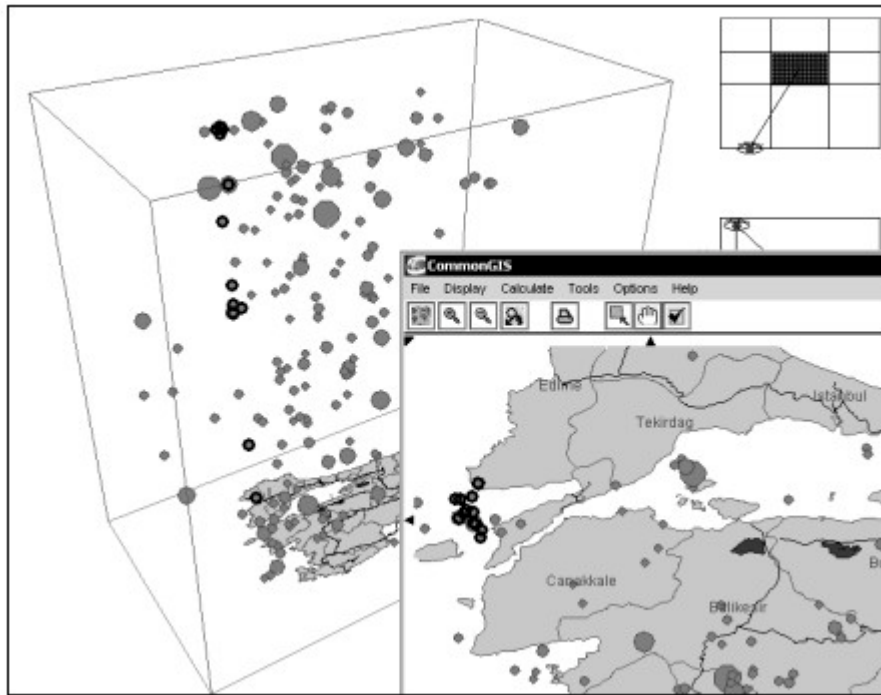 CommonGIS
File Display Calculate Tools Options Help
Edirne
Istanbul
Tekirdag
Canakkale
Balikesir